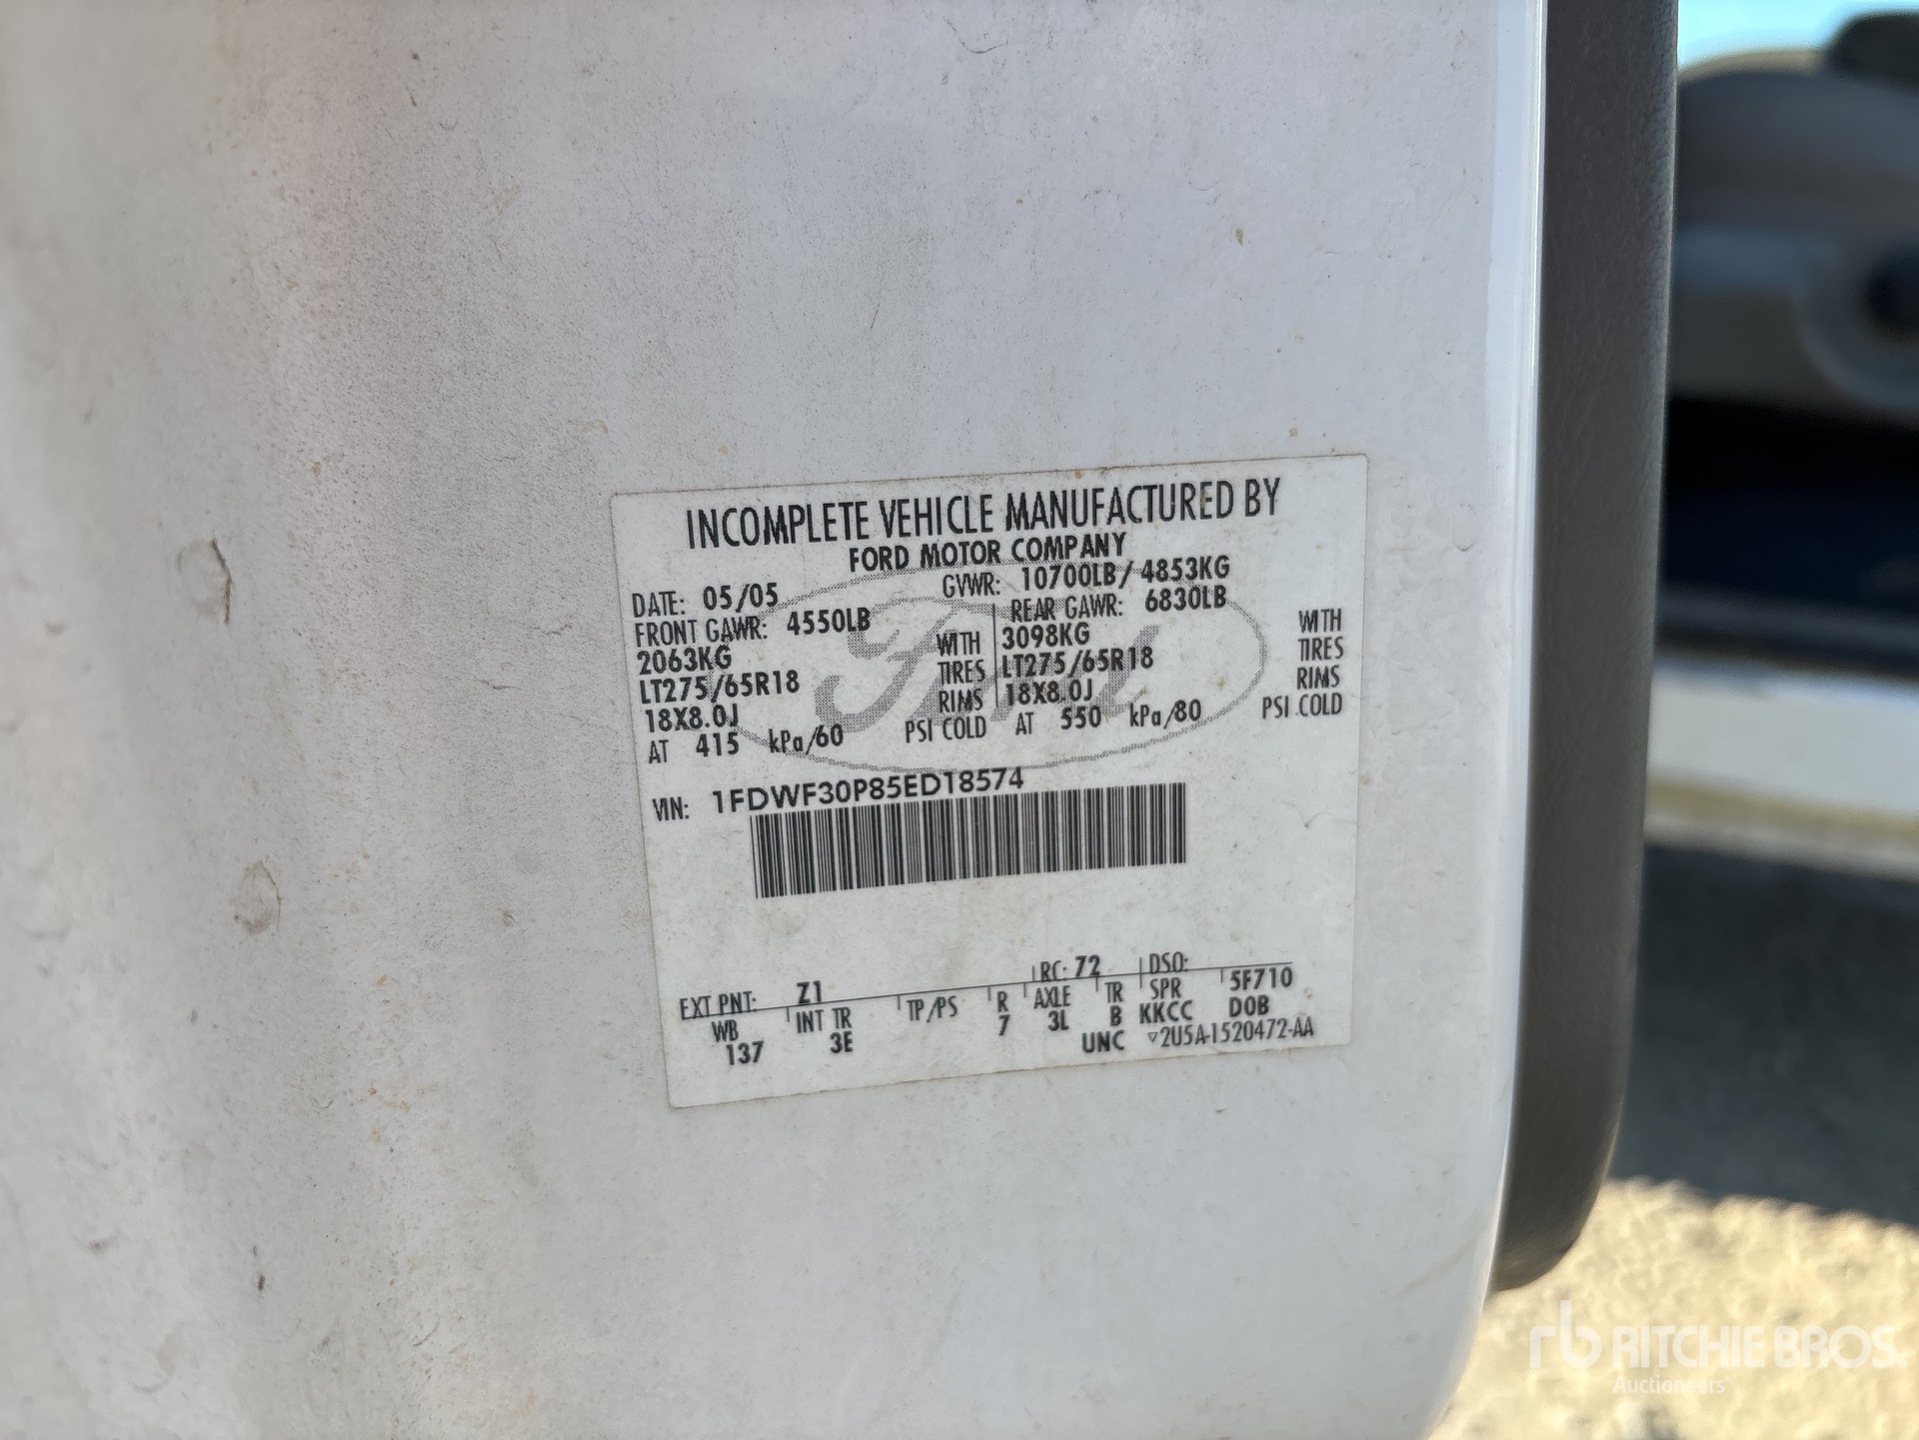 INCOMPLETE VEHICLE MANUFACTURED BY
FORD MOTOR COMPANY
DATE: 05/05 GVWR: 10700LB/4853KG
FRONT GAWR: 4550LB REAR GAWR: 6830LB
2063KG WITH 3098KG WITH
LT275/65R18 TIRES LT275/65R18 TIRES
18X8.0J RIMS 18X8.0J RIMS
AT 415 kPa/60 PSI COLD AT 550 kPa/80 PSI COLD
VIN: 1FDWF30P85ED18574
EXT PNT: Z1 RC: 72 DSO:
WB INT TR TP/PS R AXLE TR SPR 5F710
137 3E 7 3L B KKCC D0B
UNC ▽2U5A-1520472-AA
Ford
rb RITCHIE BROS.
Auctioneers